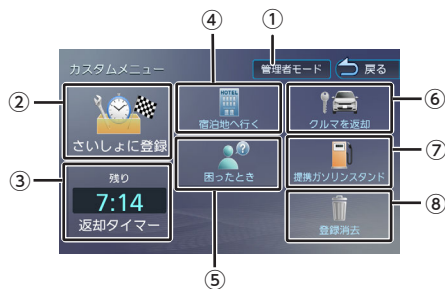 ①
④
カスタムメニュー
管理者モード
戻る
②
HOTEL
⑥
さいしょに登録
宿泊地へ行く
クルマを返却
③
残り
7:14
返却タイマー
?
困ったとき
提携ガソリンスタンド
⑦
登録消去
⑧
⑤